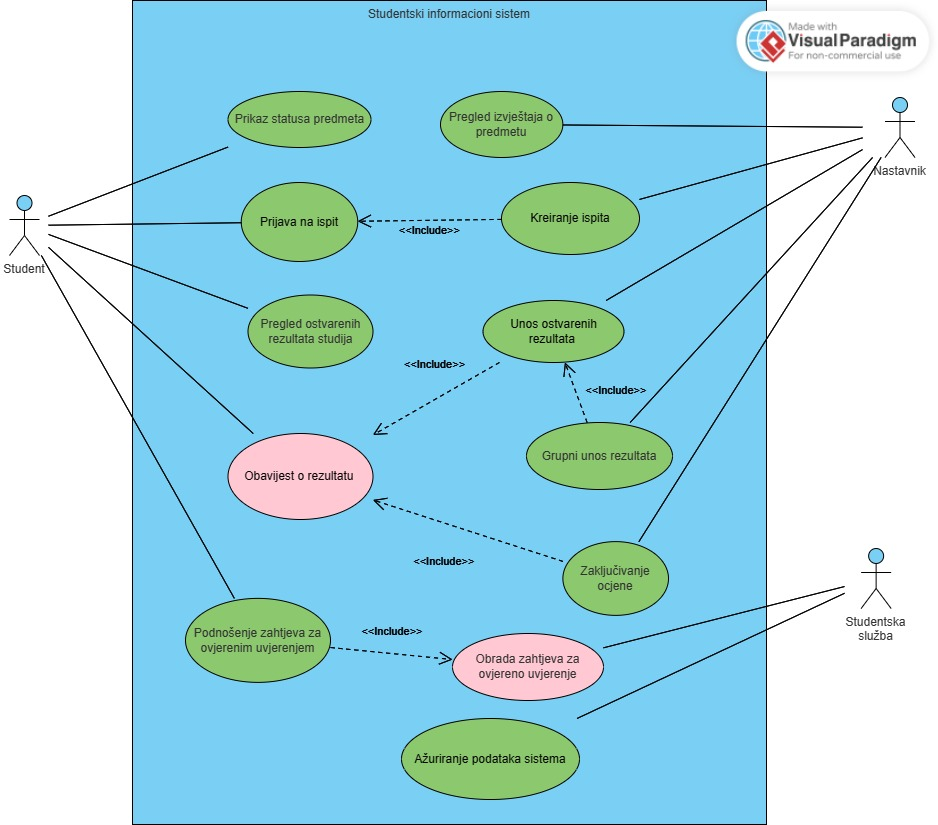 Studentski informacioni sistem
Made with
VisualParadigm
For non-commercial use
Prikaz statusa predmeta
Pregled izvještaja o
predmetu
Nastavnik
Prijava na ispit
<<Include>>
Kreiranje ispita
Student
Pregled ostvarenih
rezultata studija
Unos ostvarenih
rezultata
<<Include>>
<<Include>>
Obavijest o rezultatu
Grupni unos rezultata
<<Include>>
Zaključivanje
ocjene
Studentska
služba
Podnošenje zahtjeva za
ovjerenim uvjerenjem
<<Include>>
Obrada zahtjeva za
ovjereno uvjerenje
Ažuriranje podataka sistema